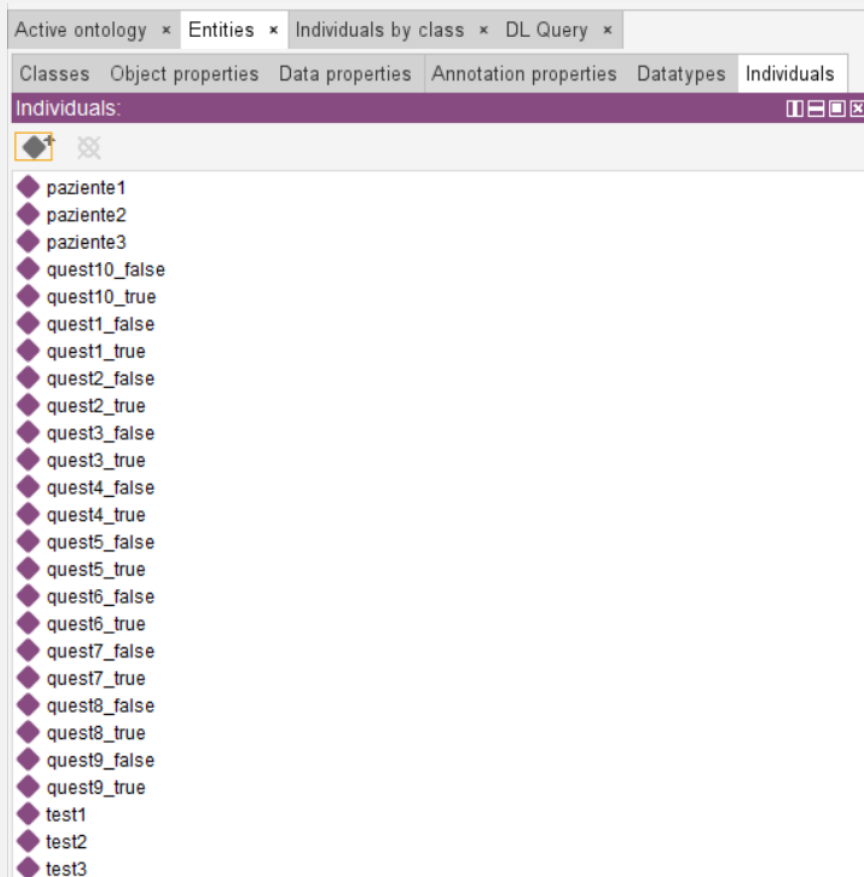 Active ontology × Entities × Individuals by class × DL Query ×
Classes Object properties Data properties Annotation properties Datatypes Individuals
Individuals:
paziente1
paziente2
paziente3
quest10_false
quest10_true
quest1_false
quest1_true
quest2_false
quest2_true
quest3_false
quest3_true
quest4_false
quest4_true
quest5_false
quest5_true
quest6_false
quest6_true
quest7_false
quest7_true
quest8_false
quest8_true
quest9_false
quest9_true
test1
test2
test3